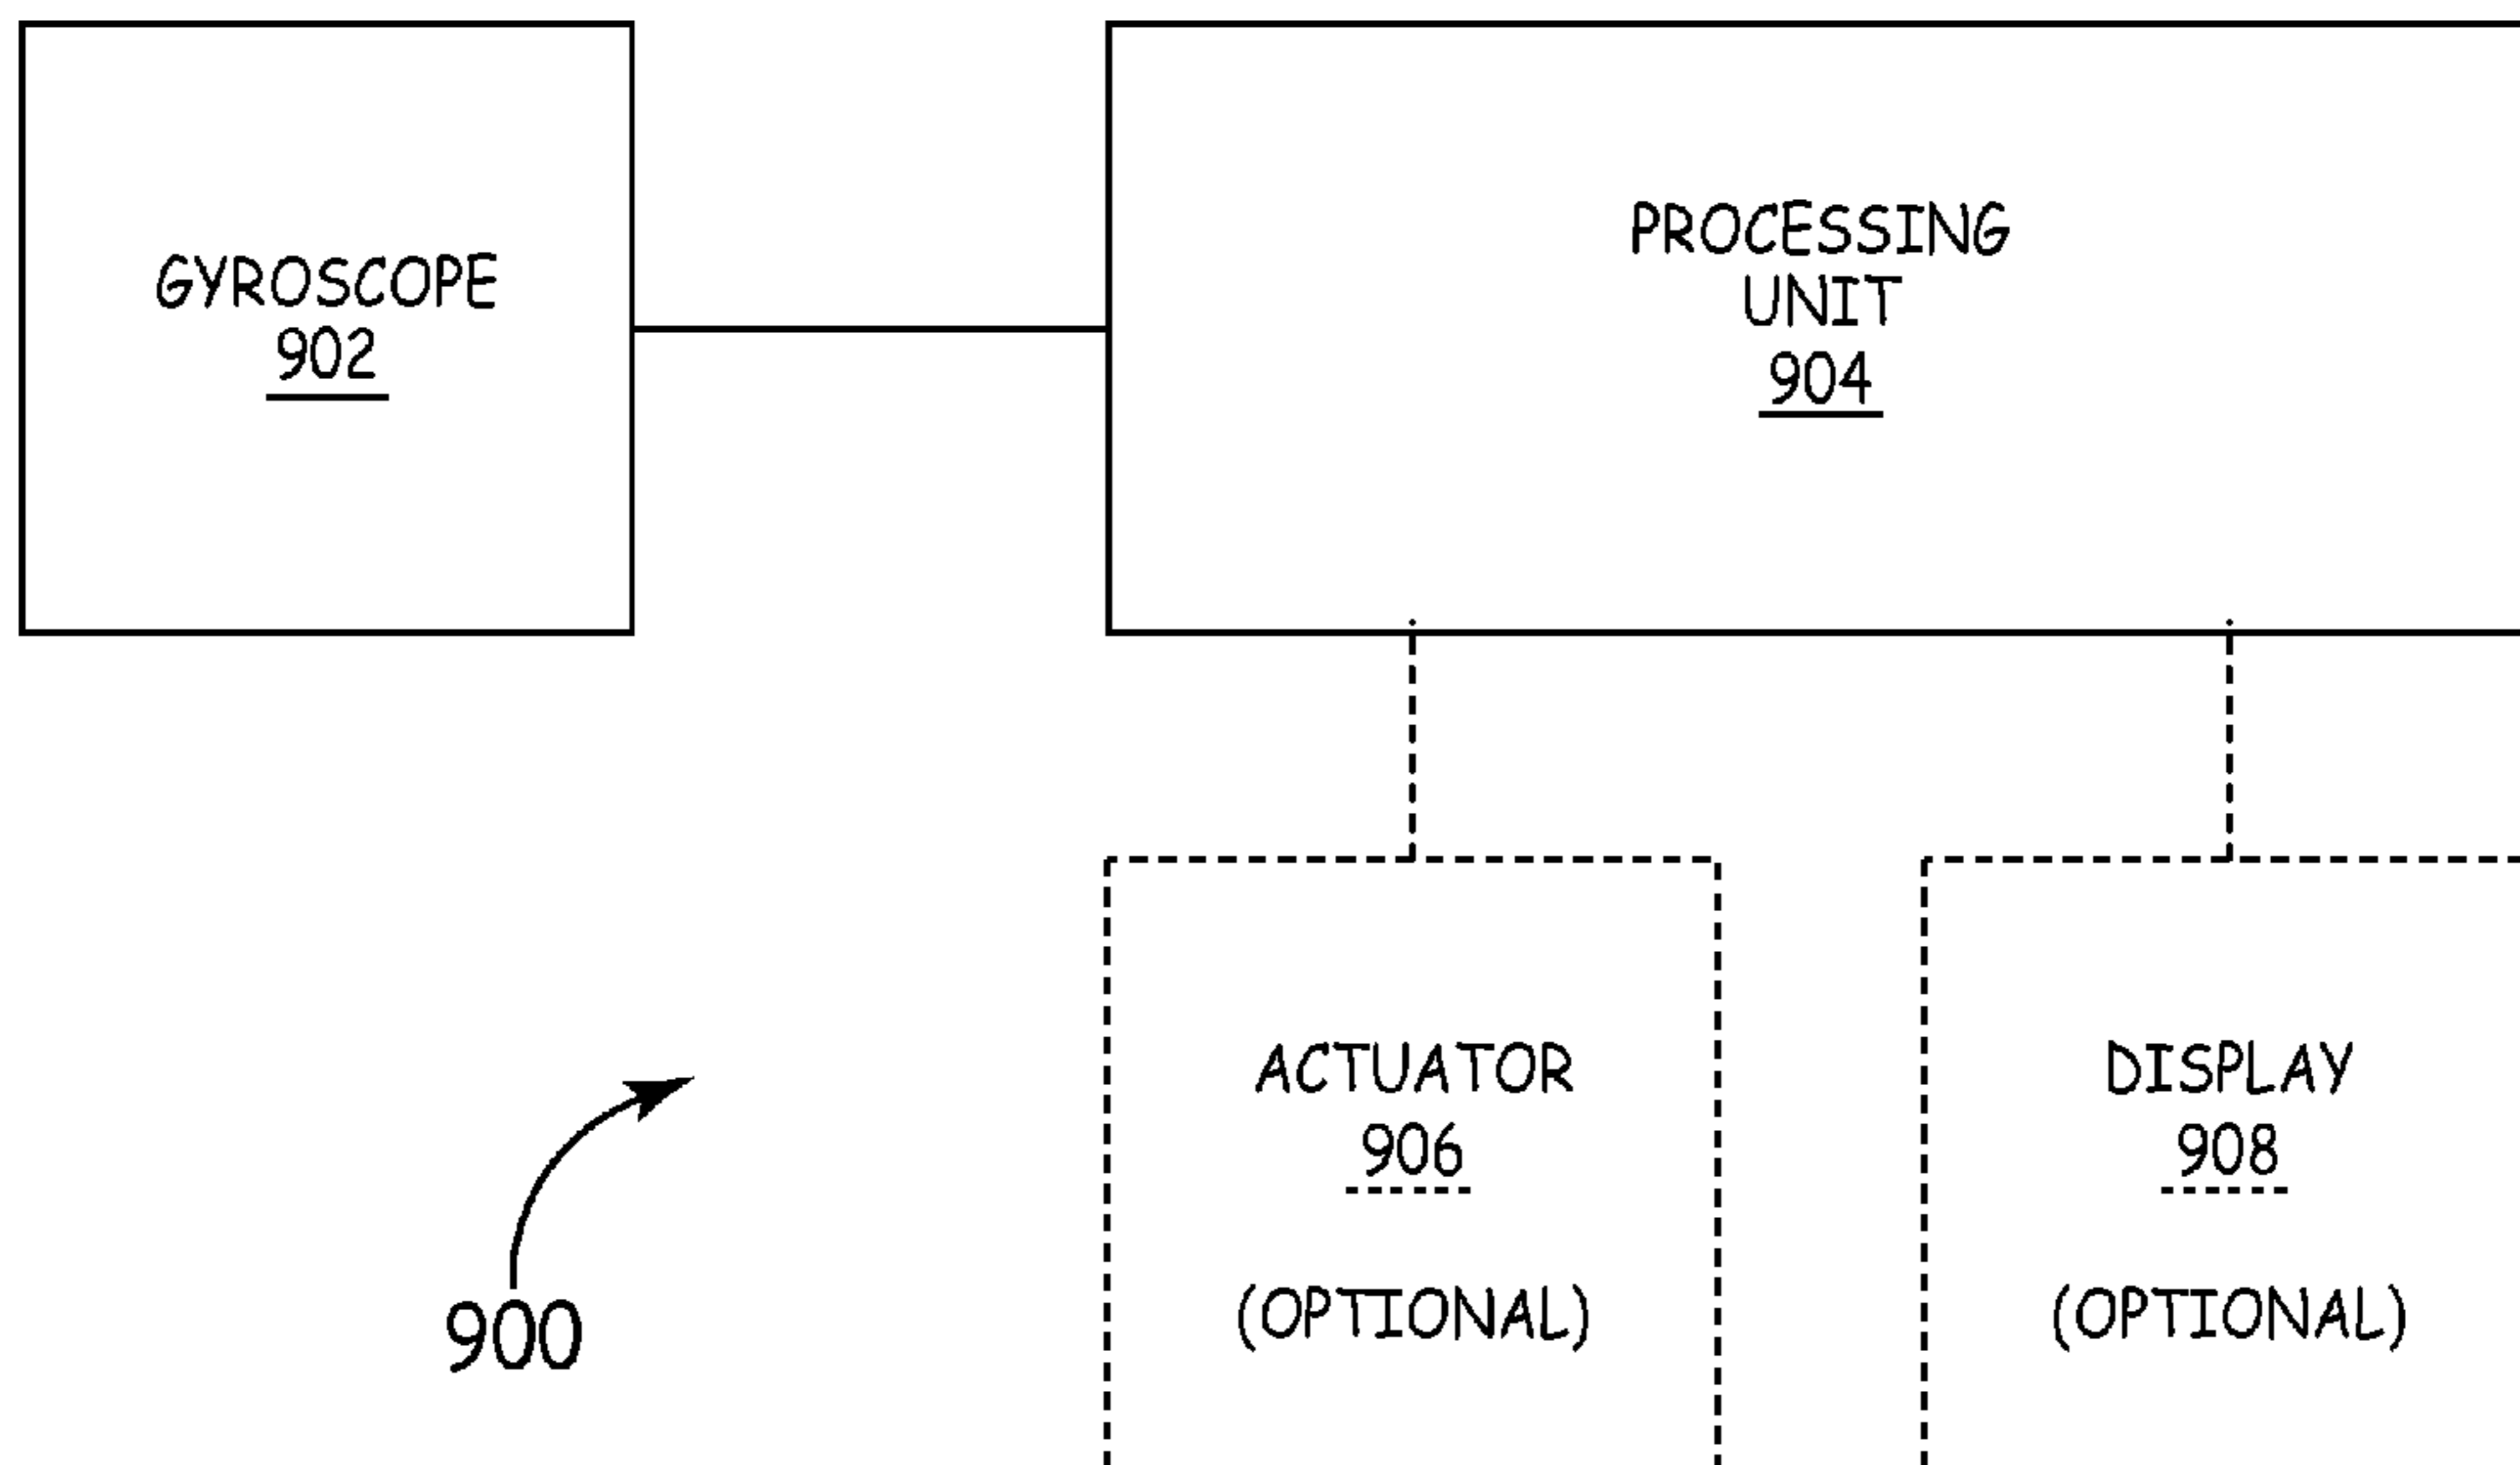 GYROSCOPE
902
PROCESSING
UNIT
904
ACTUATOR
906
(OPTIONAL)
DISPLAY
908
(OPTIONAL)
900